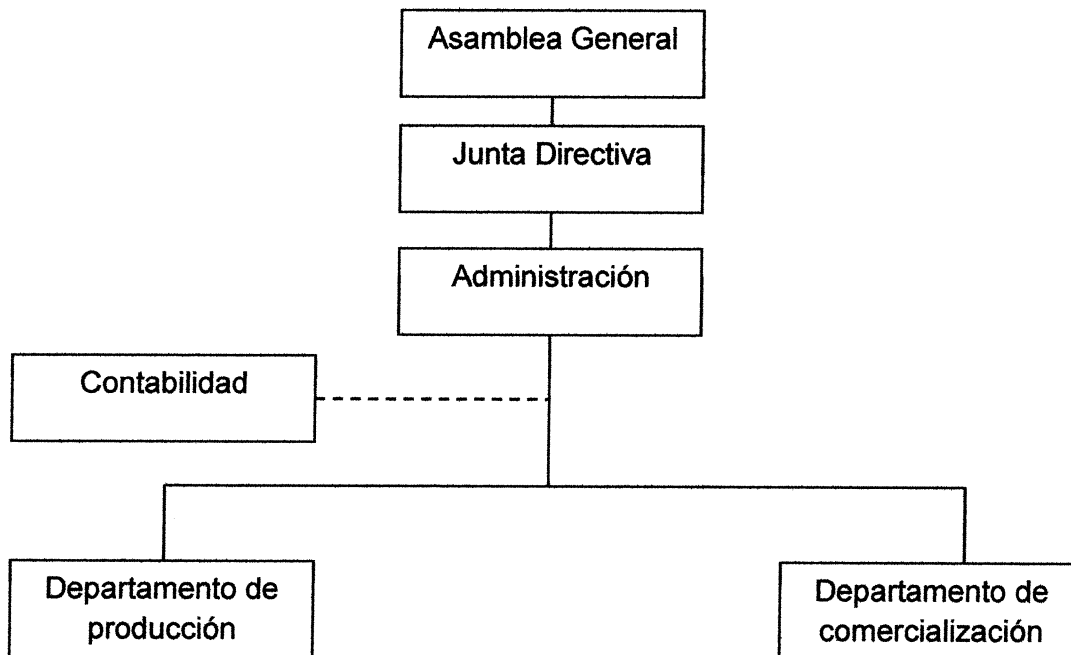 Asamblea General
Junta Directiva
Administración
Contabilidad
Departamento de
producción
Departamento de
comercialización